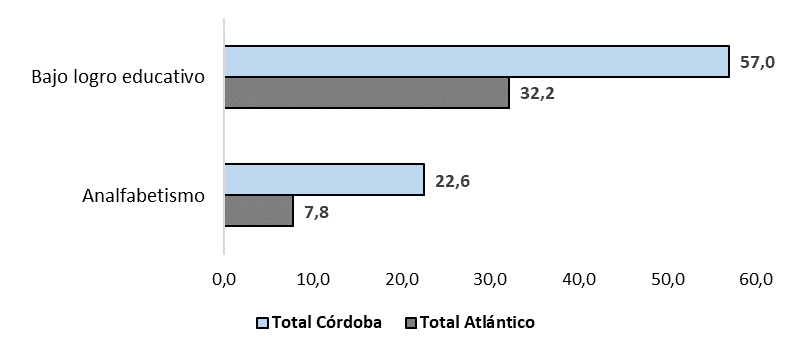 Bajo logro educativo
57,0
32,2
Analfabetismo
22,6
7,8
0,0 10,0 20,0 30,0 40,0 50,0 60,0
Total Córdoba Total Atlántico